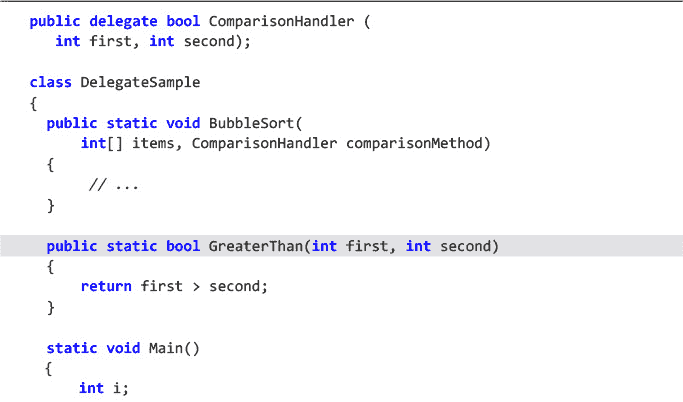 public delegate bool ComparisonHandler (
   int first, int second);

class DelegateSample
{
  public static void BubbleSort(
      int[] items, ComparisonHandler comparisonMethod)
  {
       // ...
  }

  public static bool GreaterThan(int first, int second)
  {
      return first > second;
  }

  static void Main()
  {
      int i;